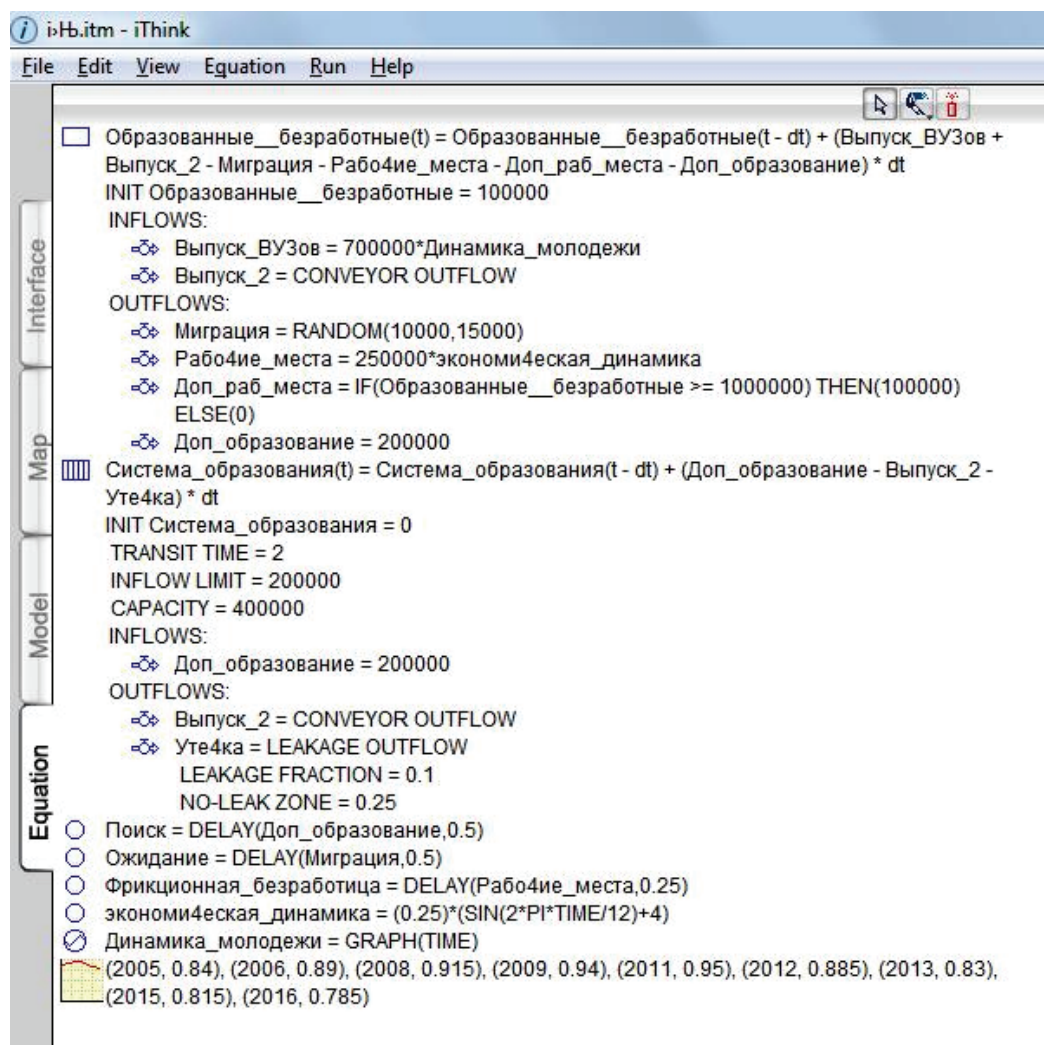 i›Њ.itm - iThink
File Edit View Equation Run Help
Образованные__безработные(t) = Образованные__безработные(t - dt) + (Выпуск_ВУЗов +
Выпуск_2 - Миграция - Рабо4ие_места - Доп_раб_места - Доп_образование) * dt
INIT Образованные__безработные = 100000
INFLOWS:
Выпуск_ВУЗов = 700000*Динамика_молодежи
Выпуск_2 = CONVEYOR OUTFLOW
OUTFLOWS:
Миграция = RANDOM(10000,15000)
Рабо4ие_места = 250000*экономи4еская_динамика
Доп_раб_места = IF(Образованные__безработные >= 1000000) THEN(100000)
ELSE(0)
Доп_образование = 200000
Система_образования(t) = Система_образования(t - dt) + (Доп_образование - Выпуск_2 -
Уте4ка) * dt
INIT Система_образования = 0
TRANSIT TIME = 2
INFLOW LIMIT = 200000
CAPACITY = 400000
INFLOWS:
Доп_образование = 200000
OUTFLOWS:
Выпуск_2 = CONVEYOR OUTFLOW
Уте4ка = LEAKAGE OUTFLOW
LEAKAGE FRACTION = 0.1
NO-LEAK ZONE = 0.25
Поиск = DELAY(Доп_образование,0.5)
Ожидание = DELAY(Миграция,0.5)
Фрикционная_безработица = DELAY(Рабо4ие_места,0.25)
экономи4еская_динамика = (0.25)*(SIN(2*PI*TIME/12)+4)
Динамика_молодежи = GRAPH(TIME)
(2005, 0.84), (2006, 0.89), (2008, 0.915), (2009, 0.94), (2011, 0.95), (2012, 0.885), (2013, 0.83),
(2015, 0.815), (2016, 0.785)
Interface
Map
Model
Equation